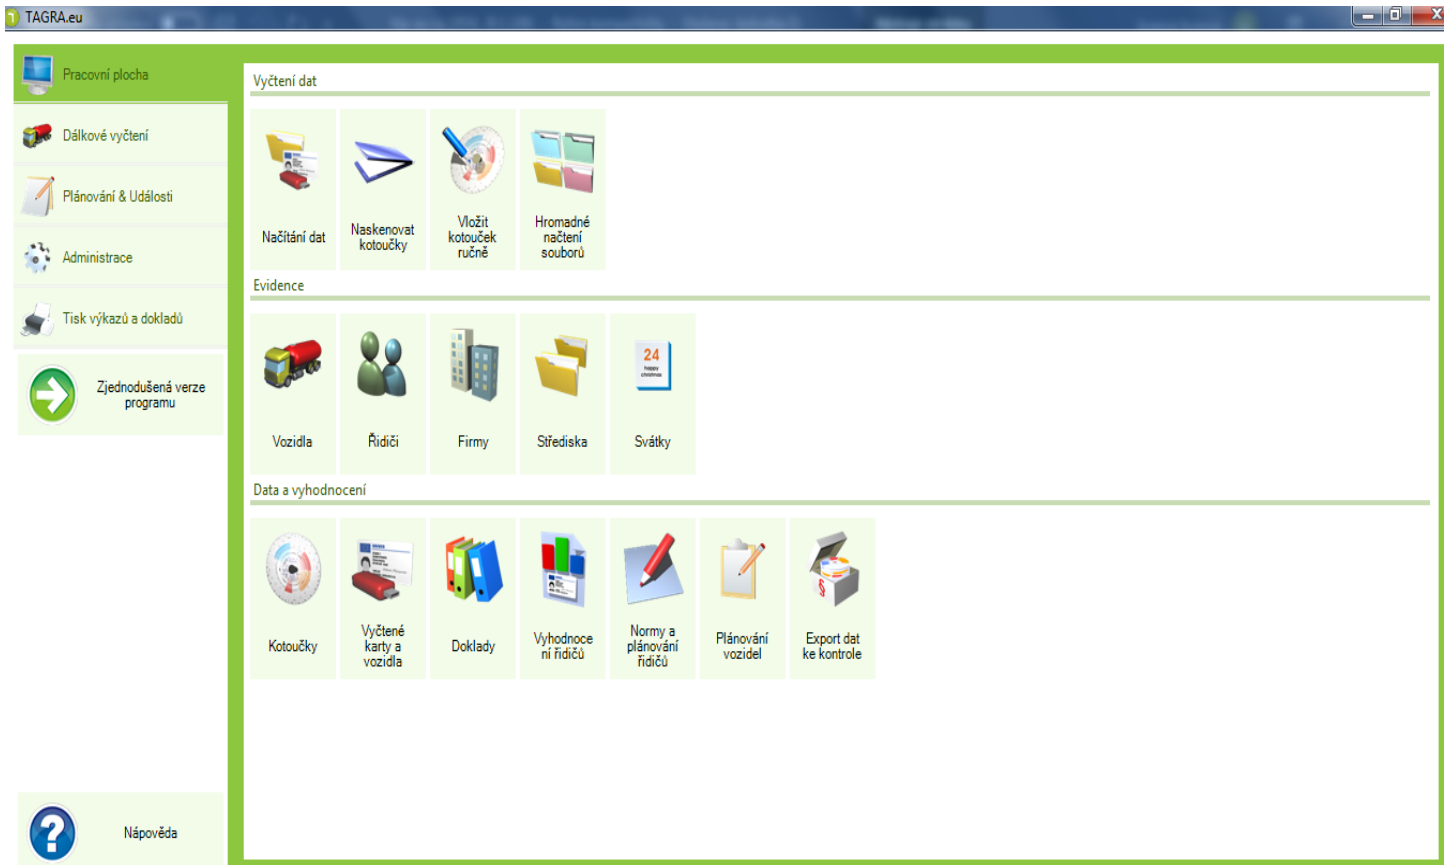 TAGRA.eu
Pracovní plocha
Dálkové vyčtení
Plánování & Události
Administrace
Tisk výkazů a dokladů
Zjednodušená verze
programu
Nápověda
Vyčtení dat
Načítání dat
Naskenovat
kotoučky
Vložit
kotouček
ručně
Hromadné
načtení
souborů
Evidence
Vozidla
Řidiči
Firmy
Střediska
24
happy
christmas
Svátky
Data a vyhodnocení
Kotoučky
Vyčtené
karty a
vozidla
Doklady
Vyhodnoce
ní řidičů
Normy a
plánování
řidičů
Plánování
vozidel
Export dat
ke kontrole